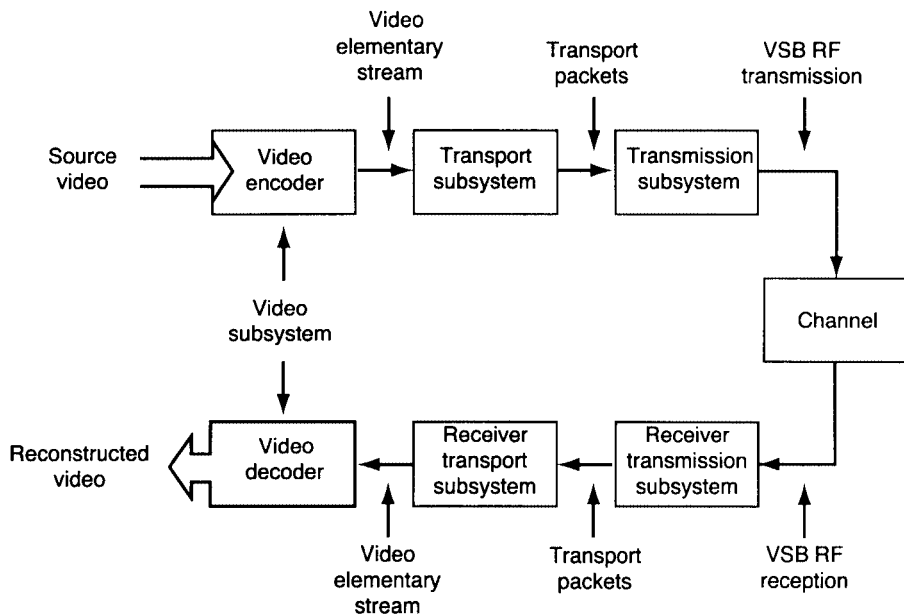 Video
elementary
stream
Transport
packets
VSB RF
transmission
Source
video
Video
encoder
Transport
subsystem
Transmission
subsystem
Video
subsystem
Channel
Reconstructed
video
Video
decoder
Receiver
transport
subsystem
Receiver
transmission
subsystem
Video
elementary
stream
Transport
packets
VSB RF
reception